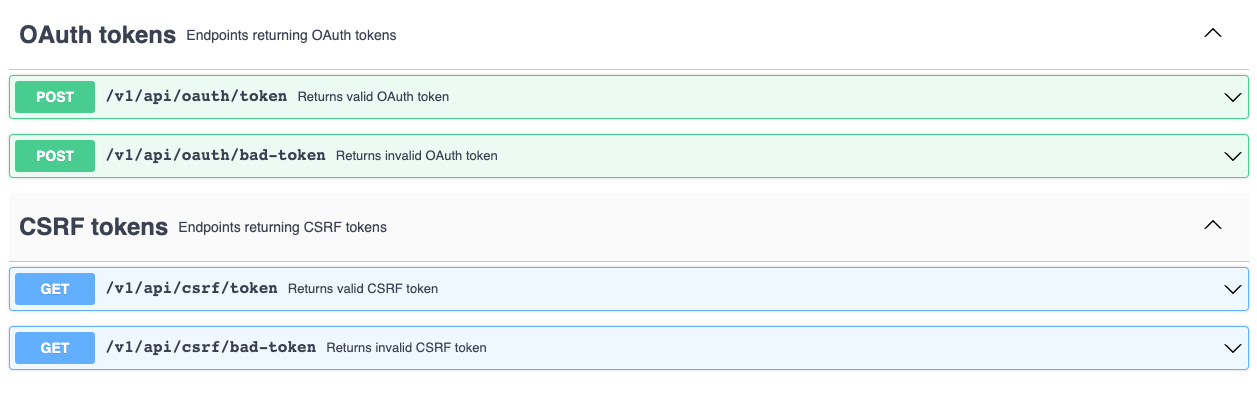 OAuth tokens Endpoints returning OAuth tokens
POST /v1/api/oauth/token Returns valid OAuth token
POST /v1/api/oauth/bad-token Returns invalid OAuth token
CSRF tokens Endpoints returning CSRF tokens
GET /v1/api/csrf/token Returns valid CSRF token
GET /v1/api/csrf/bad-token Returns invalid CSRF token